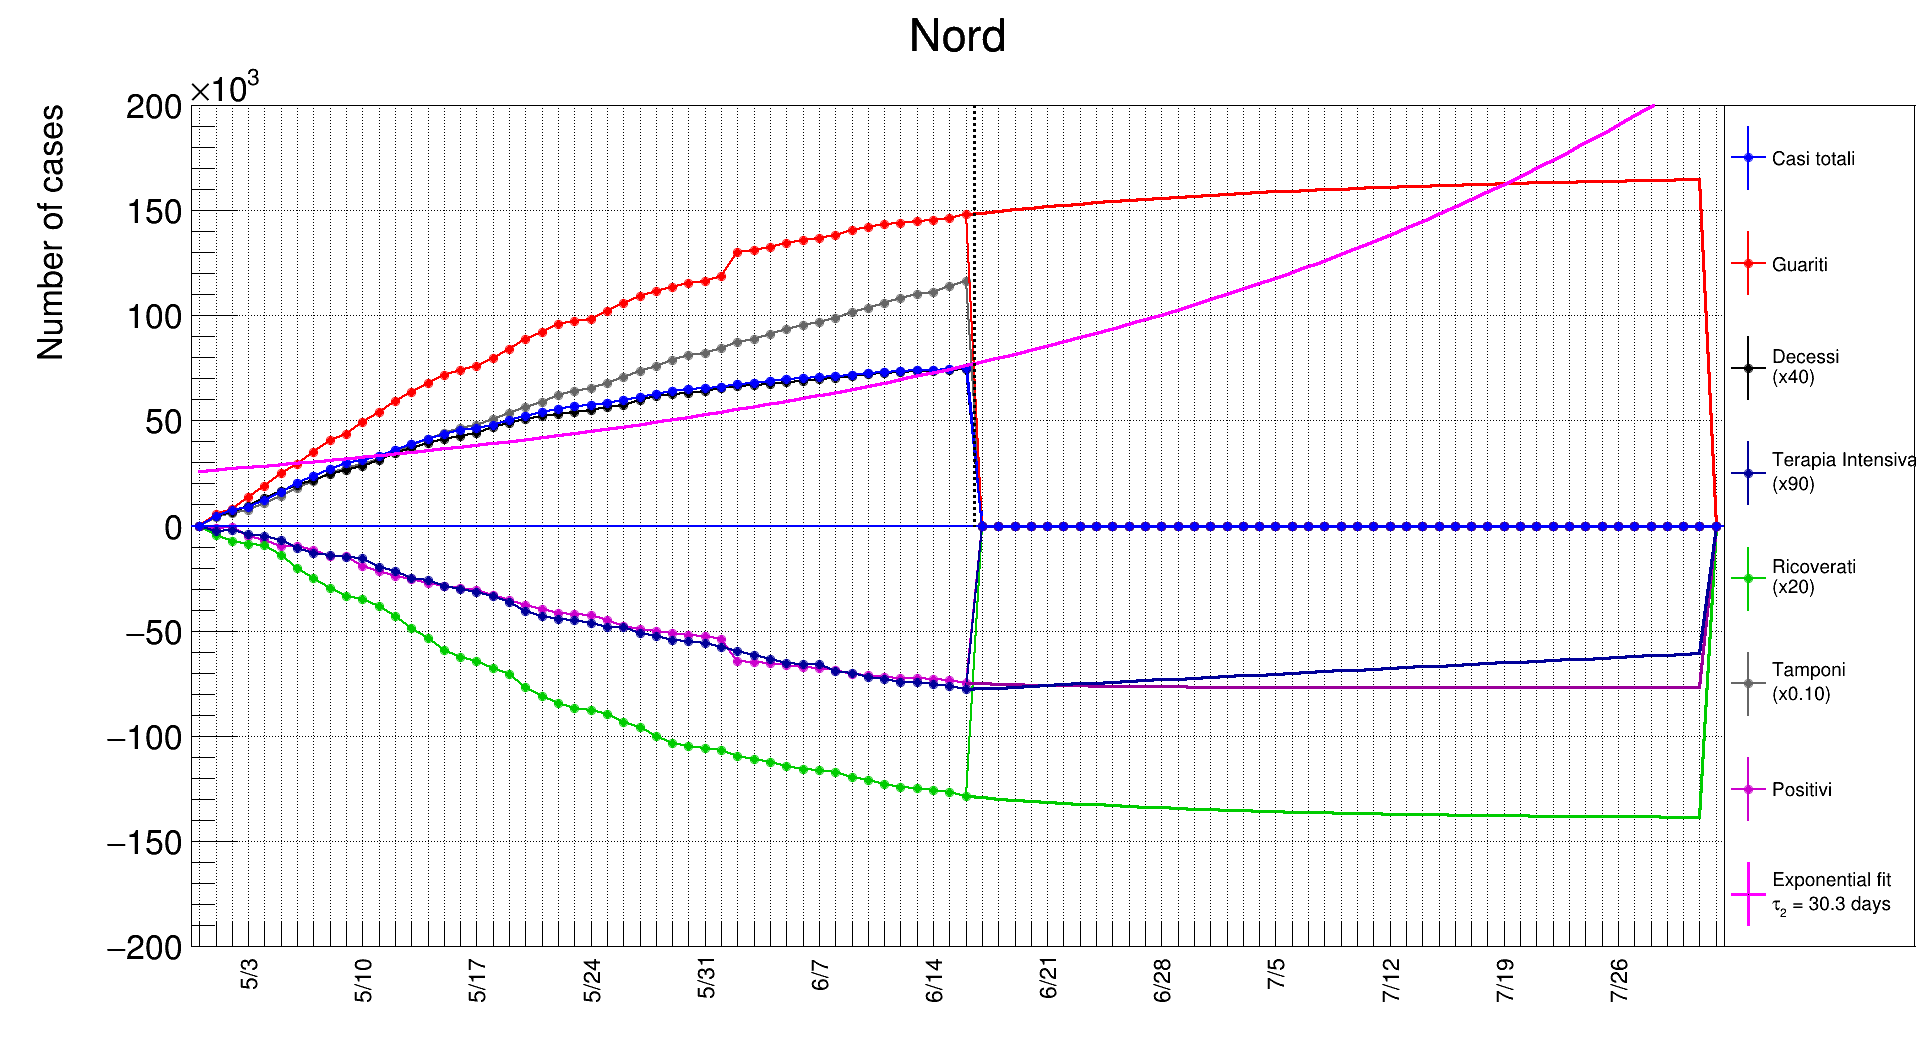 Nord
×10³
Number of cases
200
150
100
50
0
−50
−100
−150
−200
5/3
5/10
5/17
5/24
5/31
6/7
6/14
6/21
6/28
7/5
7/12
7/19
7/26
Casi totali
Guariti
Decessi
(x40)
Terapia Intensiva
(x90)
Ricoverati
(x20)
Tamponi
(x0.10)
Positivi
Exponential fit
τ₂ = 30.3 days